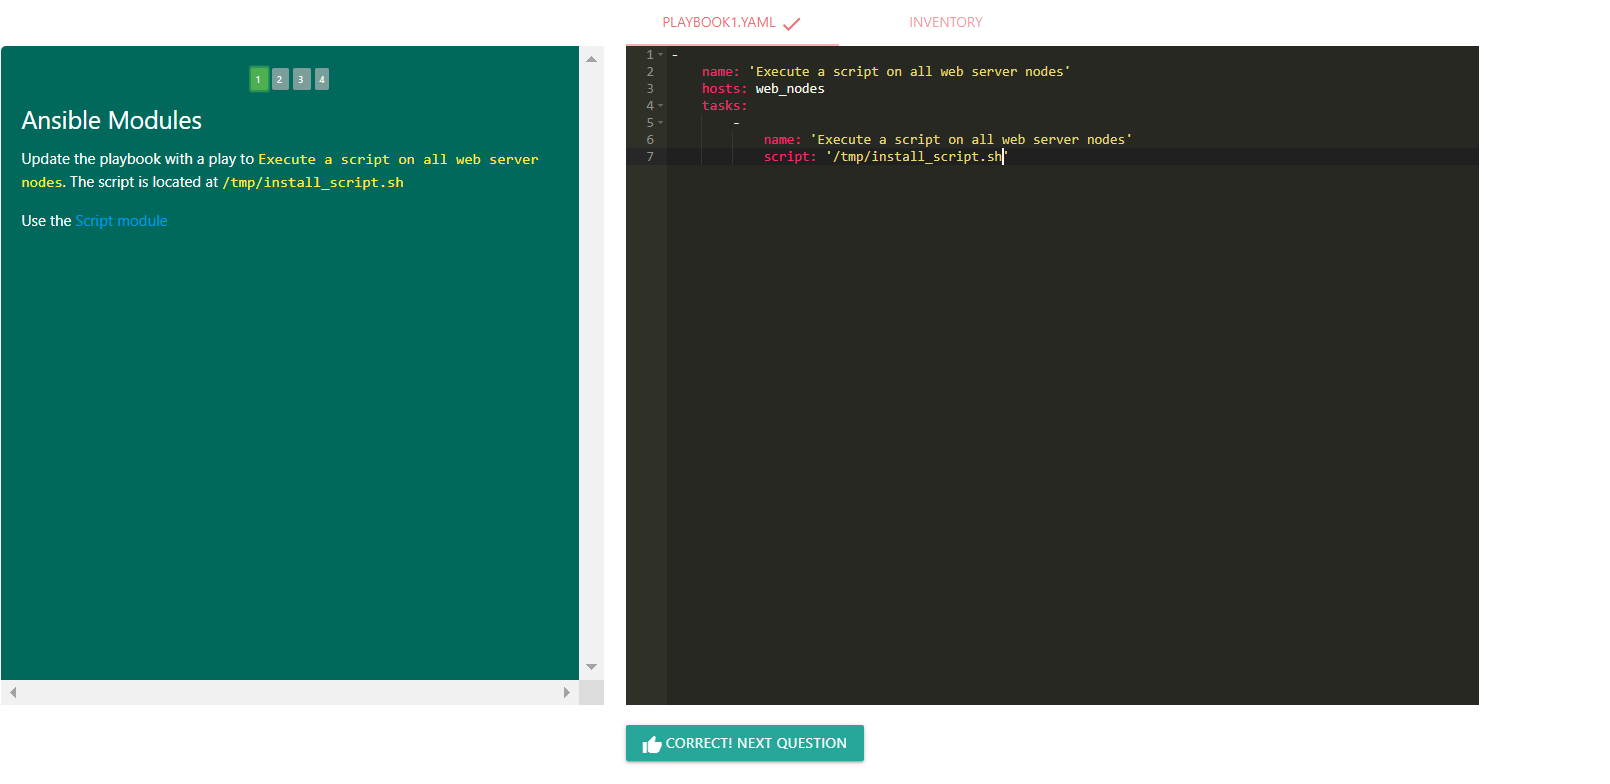 PLAYBOOK1.YAML
INVENTORY
1 2 3 4
Ansible Modules
Update the playbook with a play to Execute a script on all web server
nodes. The script is located at /tmp/install_script.sh
Use the Script module
1 -
2 name: 'Execute a script on all web server nodes'
3 hosts: web_nodes
4 tasks:
5 -
6 name: 'Execute a script on all web server nodes'
7 script: '/tmp/install_script.sh'
CORRECT! NEXT QUESTION